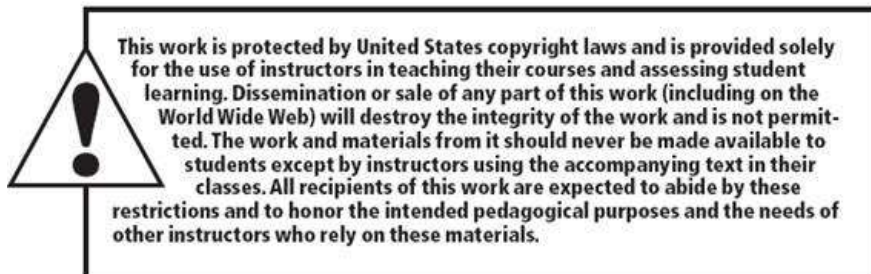 This work is protected by United States copyright laws and is provided solely
for the use of instructors in teaching their courses and assessing student
learning. Dissemination or sale of any part of this work (including on the
World Wide Web) will destroy the integrity of the work and is not permit-
ted. The work and materials from it should never be made available to
students except by instructors using the accompanying text in their
classes. All recipients of this work are expected to abide by these
restrictions and to honor the intended pedagogical purposes and the needs of
other instructors who rely on these materials.